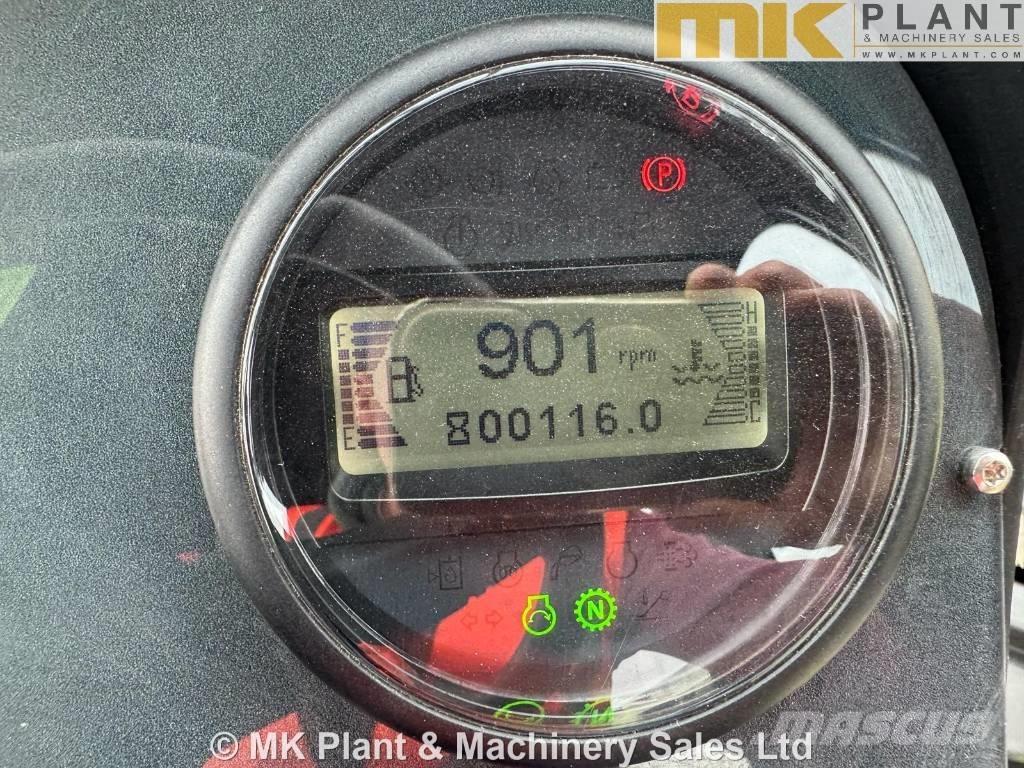 MK PLANT
& MACHINERY SALES
WWW.MKPLANT.COM
P
F
H
901 rpm
00116.0
E
C
N
© MK Plant & Machinery Sales Ltd
mascus